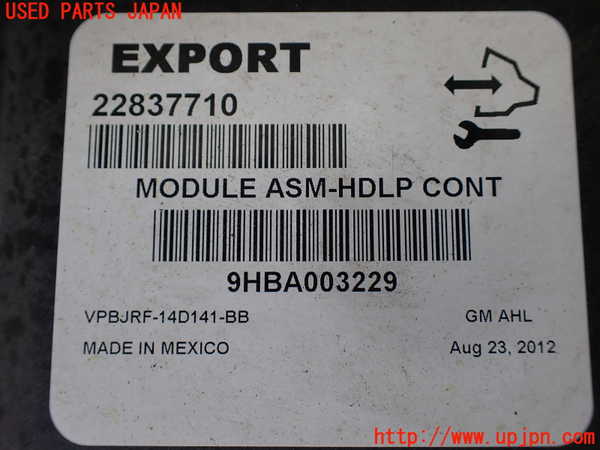 USED PARTS JAPAN
EXPORT
22837710
MODULE ASM-HDLP CONT
9HBA003229
VPBJRF-14D141-BB GM AHL
MADE IN MEXICO Aug 23, 2012
http://www.upjpn.com/